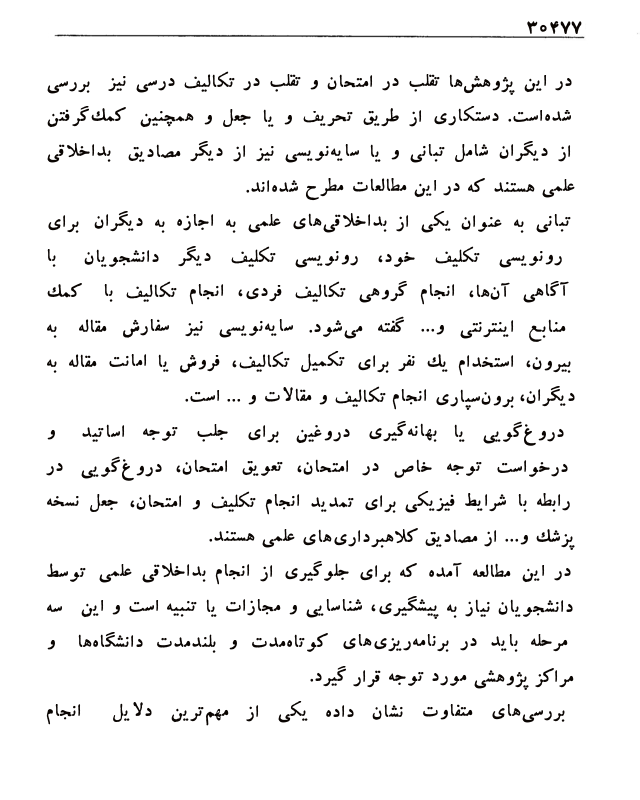 ۳۰۴۷۷
در این پژوهش‌ها تقلب در امتحان و تقلب در تکالیف درسی نیز بررسی
شده‌است. دستکاری از طریق تحریف و یا جعل و همچنین کمك‌گرفتن
از دیگران شامل تبانی و یا سایه‌نویسی نیز از دیگر مصادیق بداخلاقی
علمی هستند که در این مطالعات مطرح شده‌اند.
تبانی به عنوان یکی از بداخلاقی‌های علمی به اجازه به دیگران برای
رونویسی تکلیف خود، رونویسی تکلیف دیگر دانشجویان با
آگاهی آن‌ها، انجام گروهی تکالیف فردی، انجام تکالیف با کمك
منابع اینترنتی و... گفته می‌شود. سایه‌نویسی نیز سفارش مقاله به
بیرون، استخدام یك نفر برای تکمیل تکالیف، فروش یا امانت مقاله به
دیگران، برون‌سپاری انجام تکالیف و مقالات و ... است.
دروغ‌گویی یا بهانه‌گیری دروغین برای جلب توجه اساتید و
درخواست توجه خاص در امتحان، تعویق امتحان، دروغ‌گویی در
رابطه با شرایط فیزیکی برای تمدید انجام تکلیف و امتحان، جعل نسخه
پزشك و... از مصادیق کلاهبرداری‌های علمی هستند.
در این مطالعه آمده که برای جلوگیری از انجام بداخلاقی علمی توسط
دانشجویان نیاز به پیشگیری، شناسایی و مجازات یا تنبیه است و این سه
مرحله باید در برنامه‌ریزی‌های کوتاه‌مدت و بلندمدت دانشگاه‌ها و
مراکز پژوهشی مورد توجه قرار گیرد.
بررسی‌های متفاوت نشان داده یکی از مهم‌ترین دلایل انجام